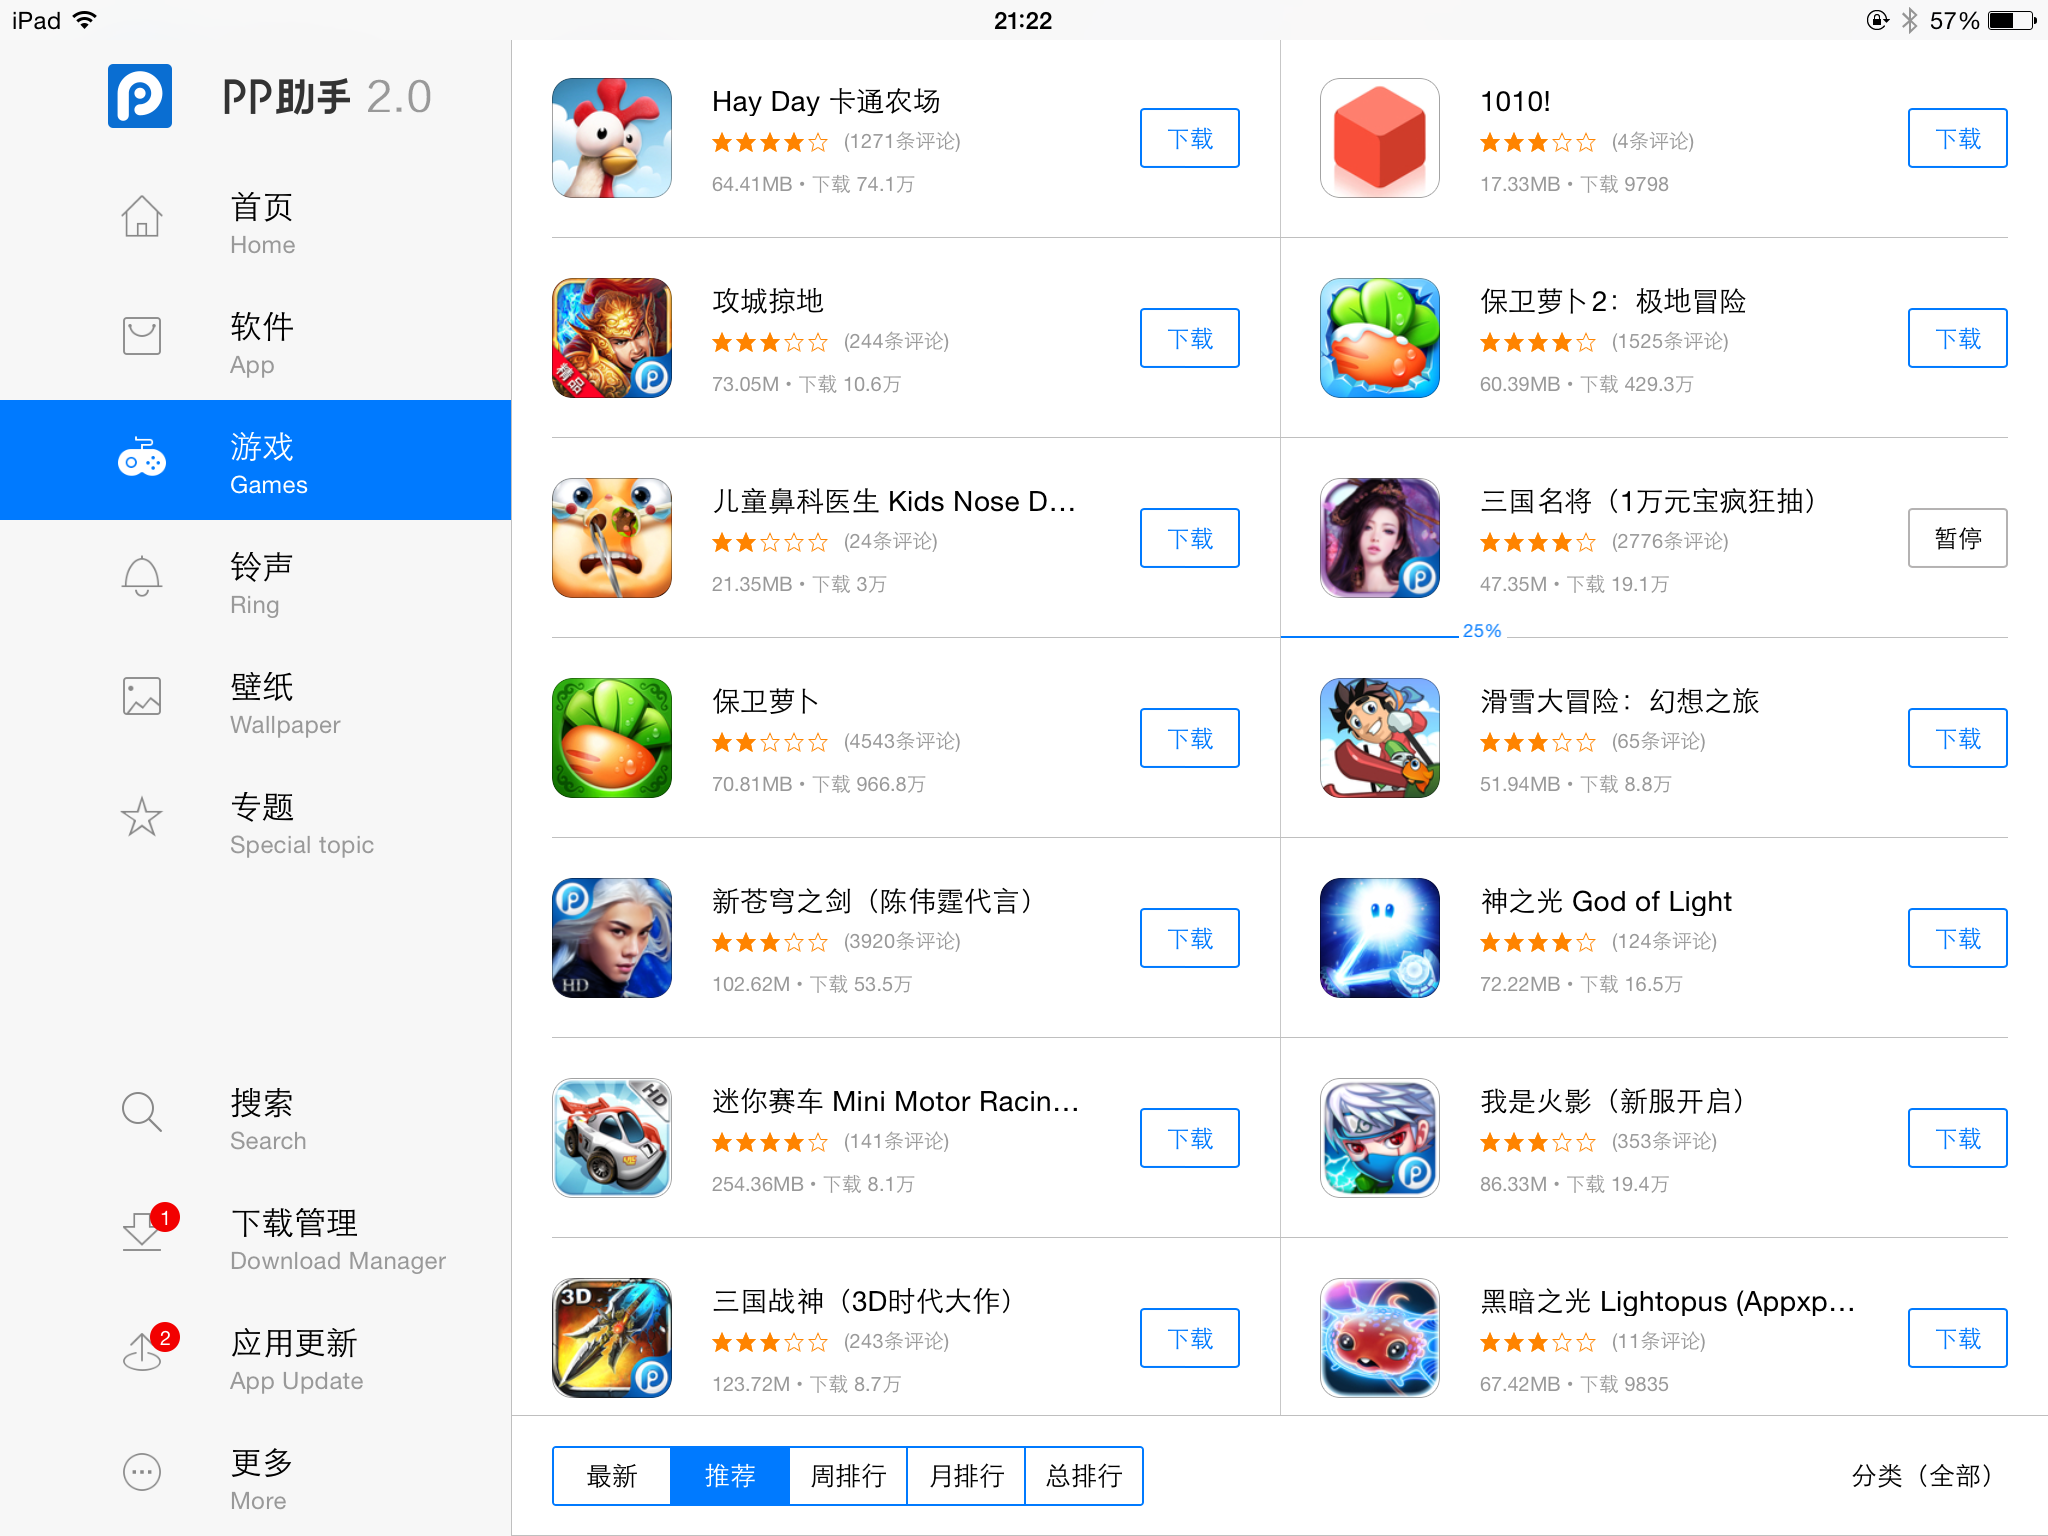 iPad
21:22
57%
PP助手 2.0
首页
Home
软件
App
游戏
Games
铃声
Ring
壁纸
Wallpaper
专题
Special topic
搜索
Search
1
下载管理
Download Manager
2
应用更新
App Update
更多
More
Hay Day 卡通农场
(1271条评论)
64.41MB • 下载 74.1万
下载
1010!
(4条评论)
17.33MB • 下载 9798
下载
精品
攻城掠地
(244条评论)
73.05M • 下载 10.6万
下载
保卫萝卜2：极地冒险
(1525条评论)
60.39MB • 下载 429.3万
下载
儿童鼻科医生 Kids Nose D...
(24条评论)
21.35MB • 下载 3万
下载
三国名将（1万元宝疯狂抽）
(2776条评论)
47.35M • 下载 19.1万
暂停
25%
保卫萝卜
(4543条评论)
70.81MB • 下载 966.8万
下载
滑雪大冒险：幻想之旅
(65条评论)
51.94MB • 下载 8.8万
下载
HD
新苍穹之剑（陈伟霆代言）
(3920条评论)
102.62M • 下载 53.5万
下载
神之光 God of Light
(124条评论)
72.22MB • 下载 16.5万
下载
HD
7
迷你赛车 Mini Motor Racin...
(141条评论)
254.36MB • 下载 8.1万
下载
我是火影（新服开启）
(353条评论)
86.33M • 下载 19.4万
下载
3D
三国战神（3D时代大作）
(243条评论)
123.72M • 下载 8.7万
下载
黑暗之光 Lightopus (Appxp...
(11条评论)
67.42MB • 下载 9835
下载
最新
推荐
周排行
月排行
总排行
分类（全部）